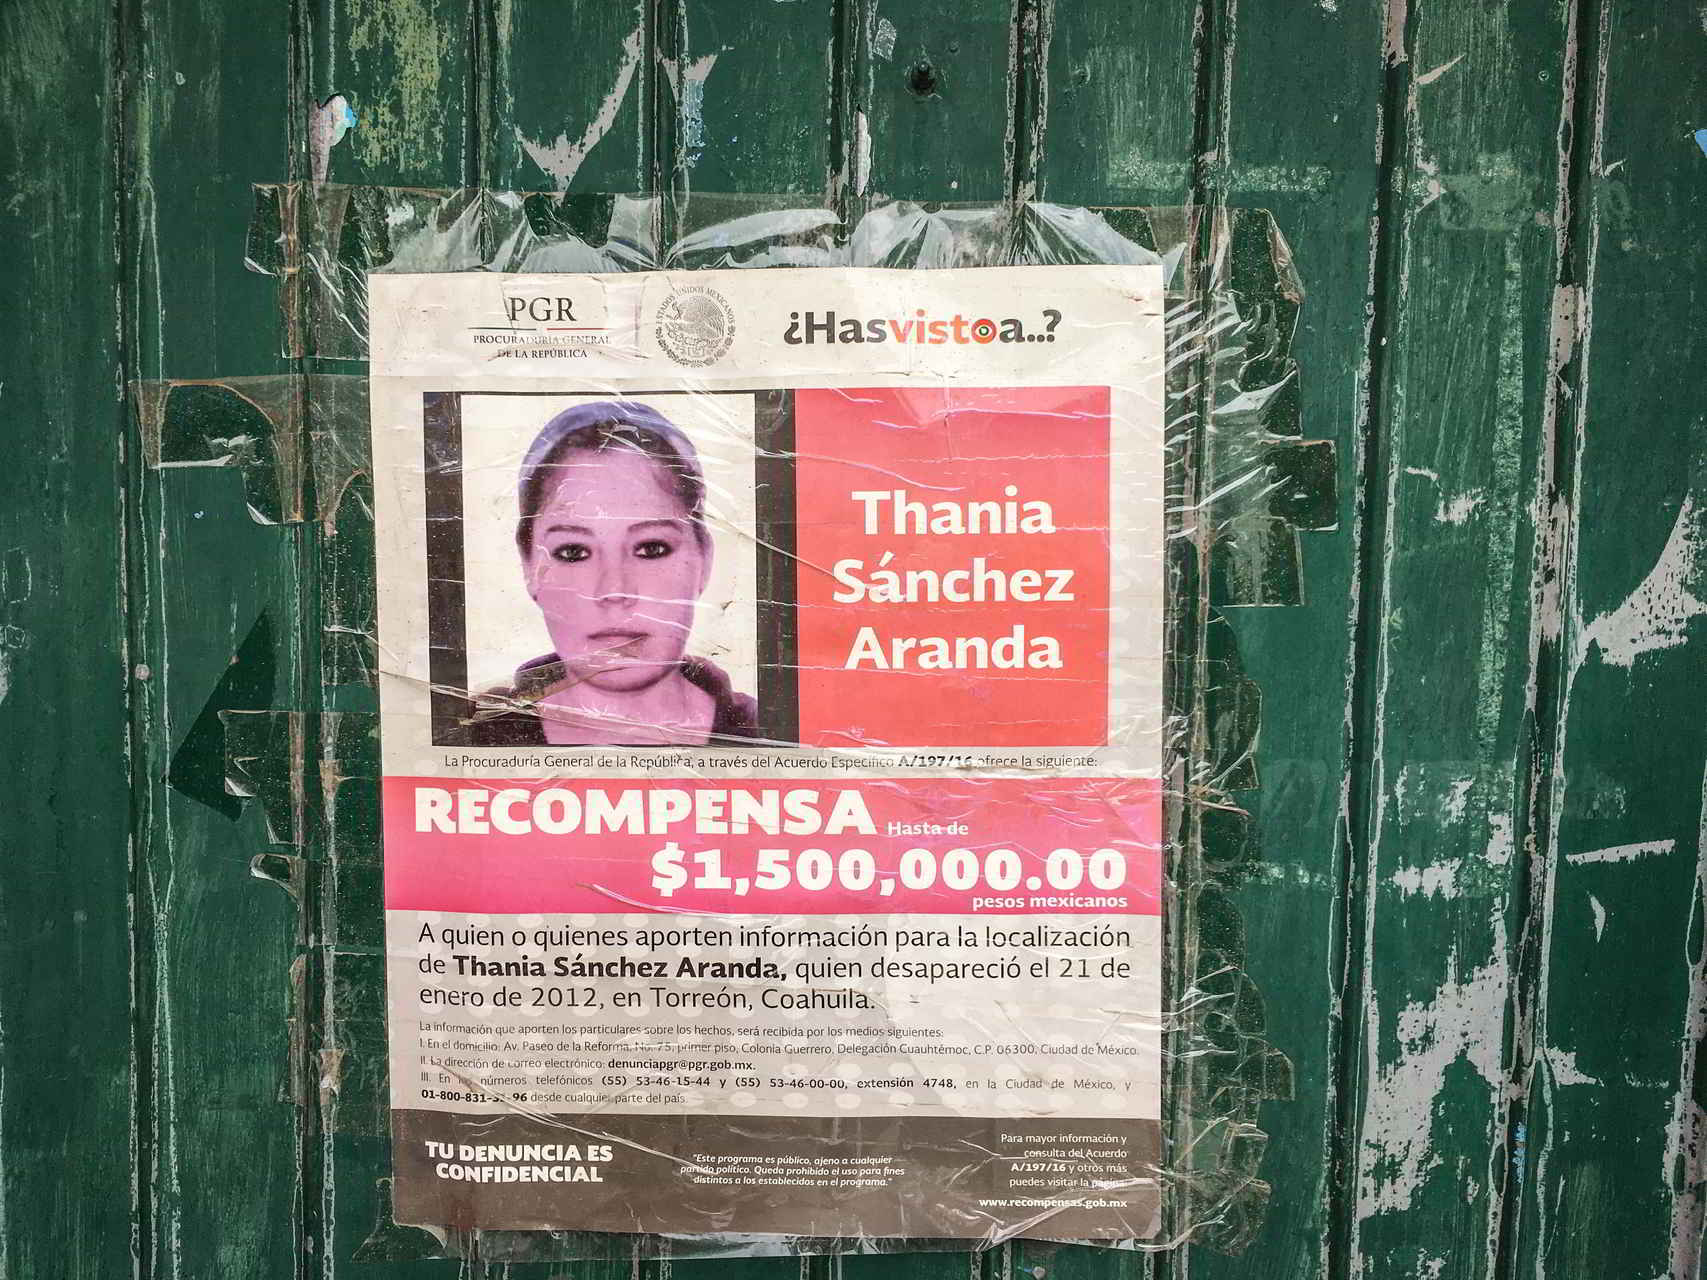 PGR
PROCURADURÍA GENERAL
DE LA REPÚBLICA
ESTADOS UNIDOS MEXICANOS
¿Hasvistoa..?
Thania
Sánchez
Aranda
La Procuraduría General de la República, a través del Acuerdo Específico A/197/16 ofrece la siguiente:
RECOMPENSA Hasta de
$1,500,000.00
pesos mexicanos
A quien o quienes aporten información para la localización
de Thania Sánchez Aranda, quien desapareció el 21 de
enero de 2012, en Torreón, Coahuila.
La información que aporten los particulares sobre los hechos, será recibida por los medios siguientes:
I. En el domicilio: Av. Paseo de la Reforma, No. 75, primer piso, Colonia Guerrero, Delegación Cuauhtémoc, C.P. 06300, Ciudad de México.
II. La dirección de correo electrónico: denunciapgr@pgr.gob.mx.
III. En los números telefónicos (55) 53-46-15-44 y (55) 53-46-00-00, extensión 4748, en la Ciudad de México, y
desde cualquier parte del país.
TU DENUNCIA ES
CONFIDENCIAL
"Este programa es público, ajeno a cualquier
partido político. Queda prohibido el uso para fines
distintos a los establecidos en el programa."
Para mayor información y
consulta del Acuerdo
A/197/16 y otros más
puedes visitar la página:
www.recompensas.gob.mx